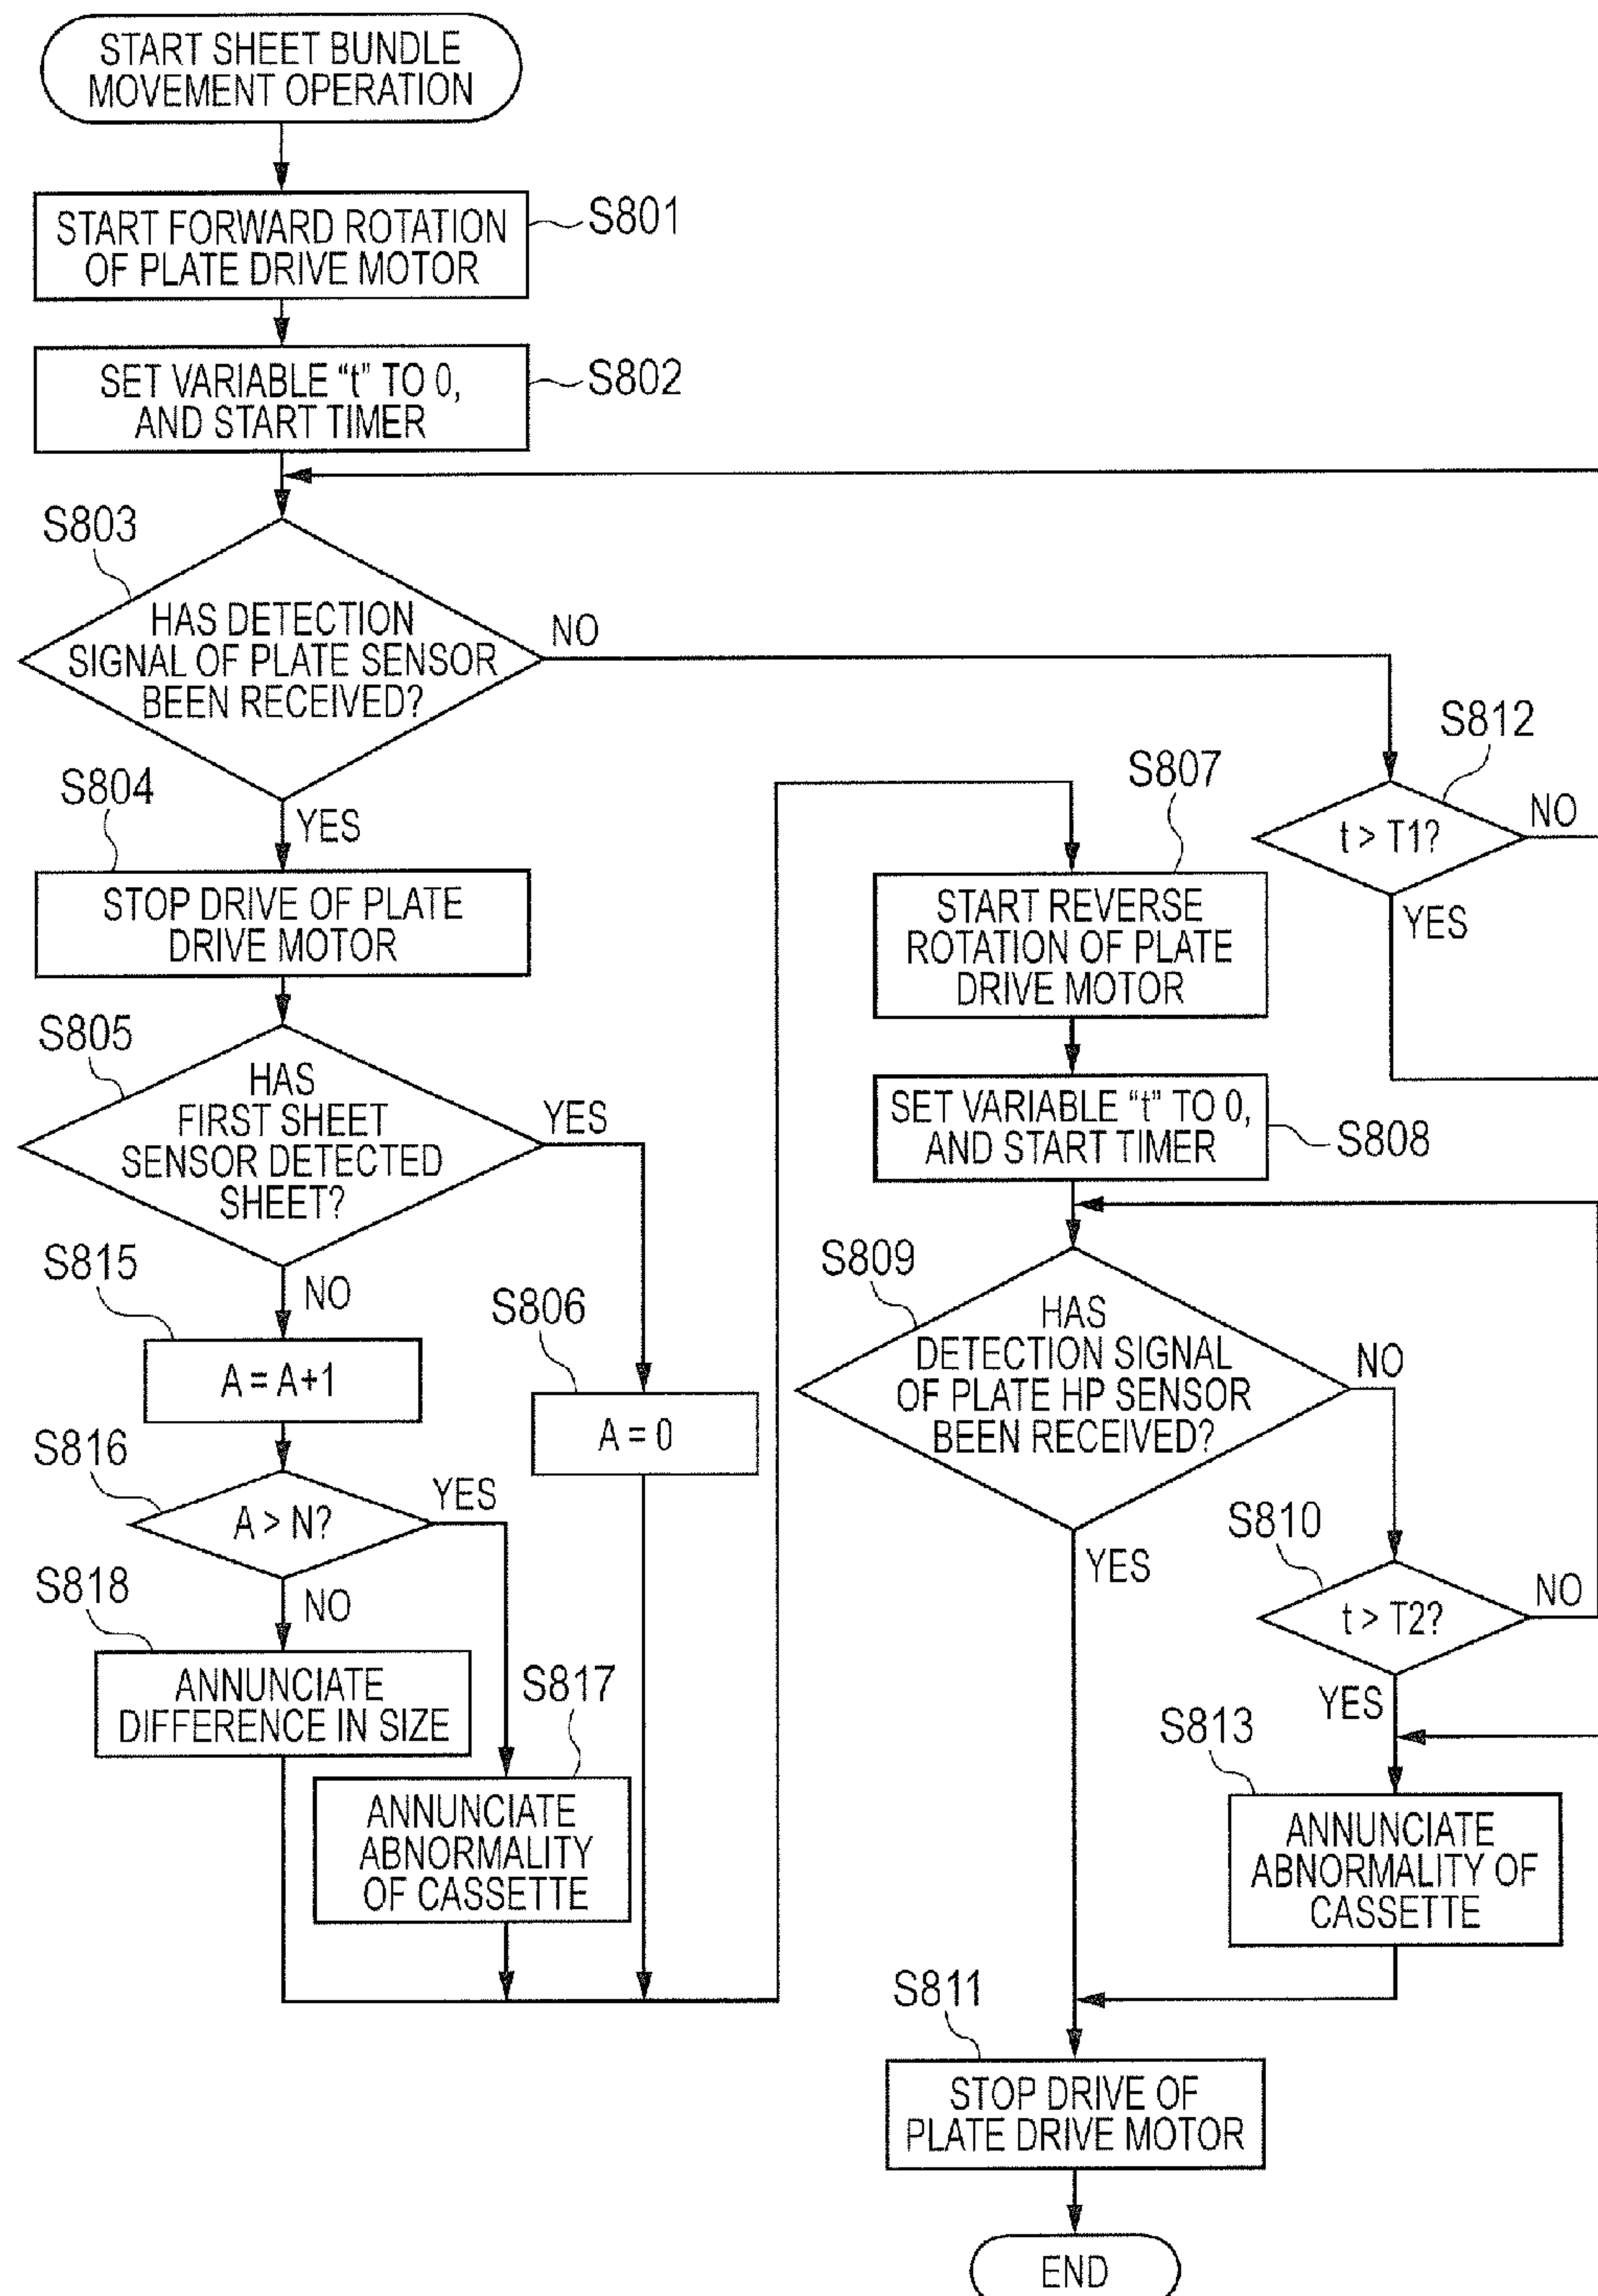 START SHEET BUNDLE
MOVEMENT OPERATION
START FORWARD ROTATION
OF PLATE DRIVE MOTOR
S801
SET VARIABLE “t” TO 0,
AND START TIMER
S802
S803
HAS DETECTION
SIGNAL OF PLATE SENSOR
BEEN RECEIVED?
NO
YES
S804
STOP DRIVE OF PLATE
DRIVE MOTOR
S805
HAS
FIRST SHEET
SENSOR DETECTED
SHEET?
YES
NO
S815
A = A+1
S806
A = 0
S816
A > N?
YES
NO
S818
ANNUNCIATE
DIFFERENCE IN SIZE
S817
ANNUNCIATE
ABNORMALITY
OF CASSETTE
S812
t > T1?
NO
YES
S807
START REVERSE
ROTATION OF PLATE
DRIVE MOTOR
SET VARIABLE “t” TO 0,
AND START TIMER
S808
S809
HAS
DETECTION SIGNAL
OF PLATE HP SENSOR
BEEN RECEIVED?
NO
YES
S810
t > T2?
NO
YES
S813
ANNUNCIATE
ABNORMALITY OF
CASSETTE
S811
STOP DRIVE OF
PLATE DRIVE MOTOR
END